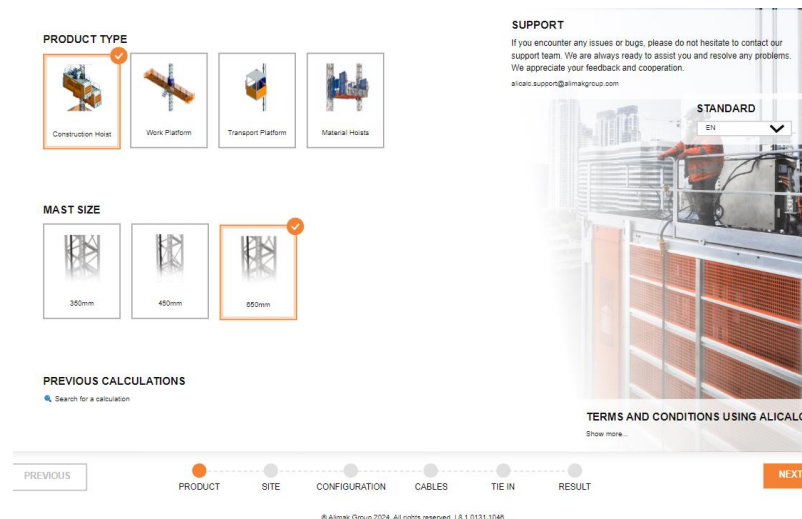 PRODUCT TYPE
Construction Hoist
Work Platform
Transport Platform
Material Hoists
MAST SIZE
350mm
450mm
650mm
PREVIOUS CALCULATIONS
Search for a calculation
SUPPORT
If you encounter any issues or bugs, please do not hesitate to contact our
support team. We are always ready to assist you and resolve any problems.
We appreciate your feedback and cooperation.
alicalc.support@alimakgroup.com
STANDARD
EN
TERMS AND CONDITIONS USING ALICALC
Show more...
PREVIOUS
PRODUCT
SITE
CONFIGURATION
CABLES
TIE IN
RESULT
NEXT
© Alimak Group 2024. All rights reserved. | 8.1.0131.1046